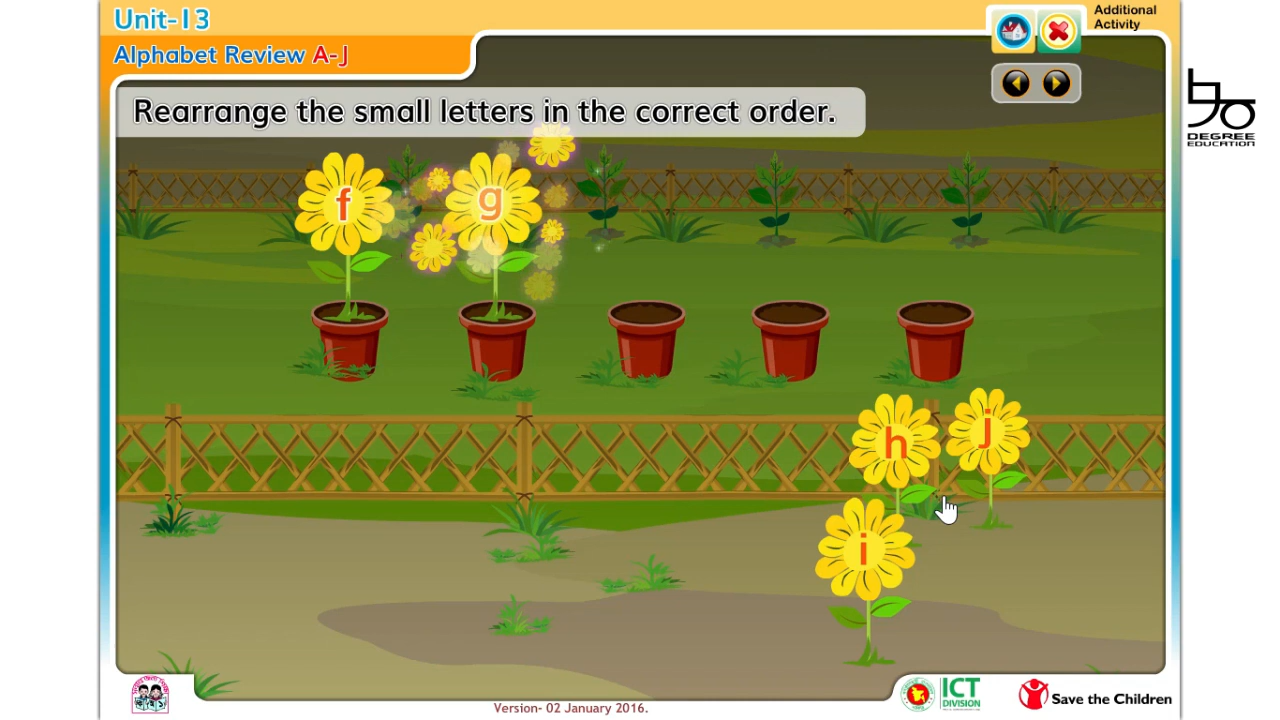 Unit-13
Additional
Activity
Alphabet Review A-J
Rearrange the small letters in the correct order.
DEGREE
EDUCATION
f g
h j
i
Version- 02 January 2016.
ICT
DIVISION
Save the Children